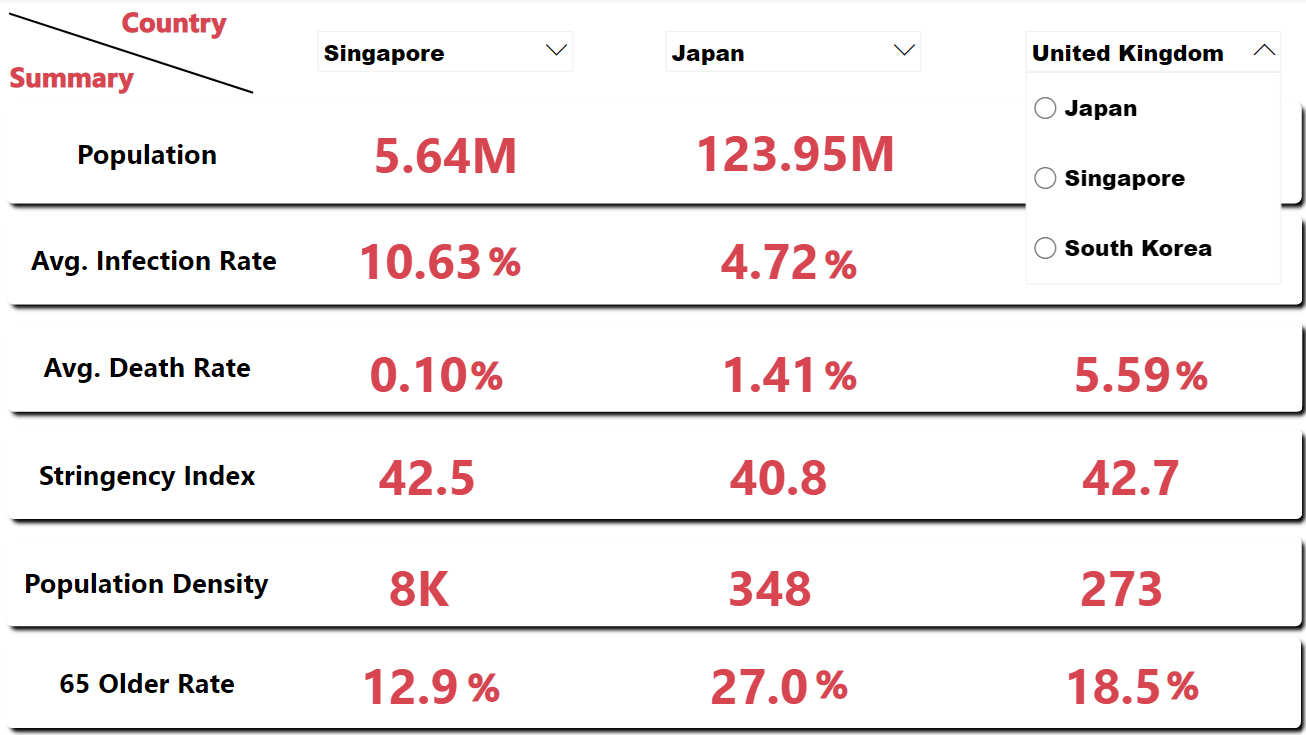 Country
Summary
Singapore
Japan
United Kingdom
Japan
Singapore
South Korea
Population
5.64M
123.95M
Avg. Infection Rate
10.63 %
4.72 %
Avg. Death Rate
0.10 %
1.41 %
5.59 %
Stringency Index
42.5
40.8
42.7
Population Density
8K
348
273
65 Older Rate
12.9 %
27.0 %
18.5 %